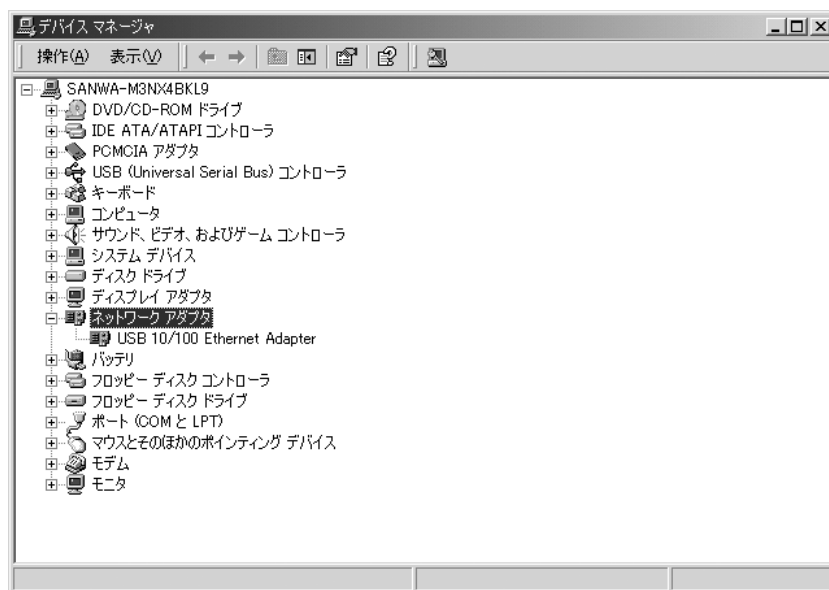 デバイス マネージャ
操作(A) 表示(V)
SANWA-M3NX4BKL9
DVD/CD-ROM ドライブ
IDE ATA/ATAPI コントローラ
PCMCIA アダプタ
USB (Universal Serial Bus) コントローラ
キーボード
コンピュータ
サウンド、ビデオ、およびゲーム コントローラ
システム デバイス
ディスク ドライブ
ディスプレイ アダプタ
ネットワーク アダプタ
USB 10/100 Ethernet Adapter
バッテリ
フロッピー ディスク コントローラ
フロッピー ディスク ドライブ
ポート (COM と LPT)
マウスとそのほかのポインティング デバイス
モデム
モニタ